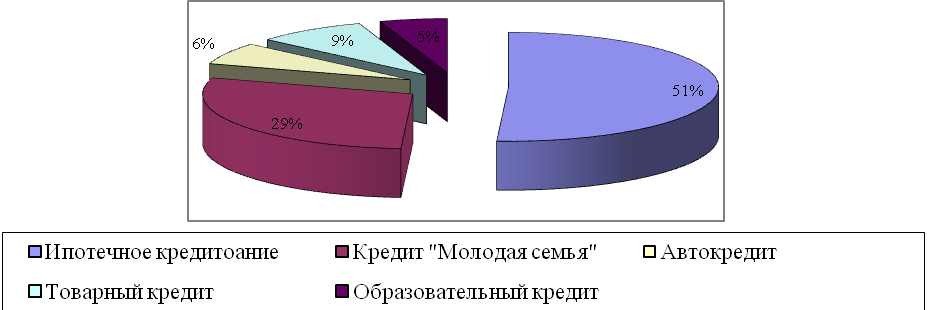 6%
9%
5%
51%
29%
Ипотечное кредитоание
Кредит "Молодая семья"
Автокредит
Товарный кредит
Образовательный кредит